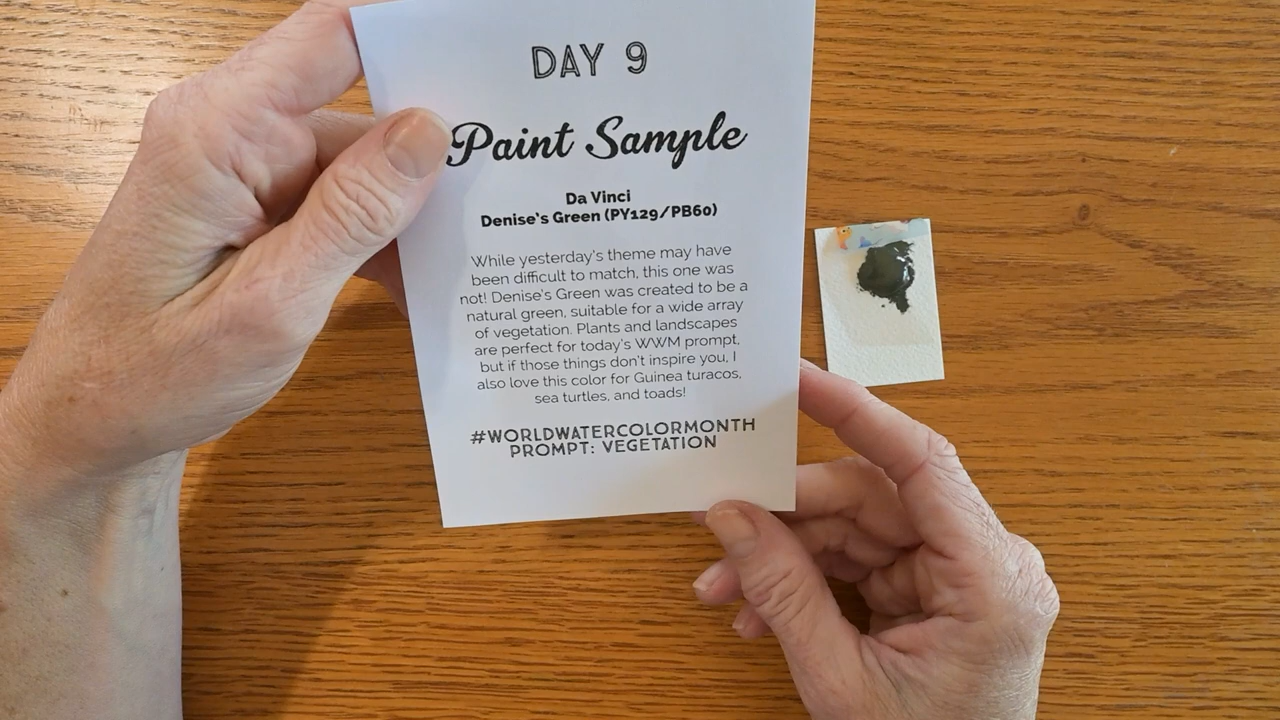 DAY 9
Paint Sample
Da Vinci
Denise's Green (PY129/PB60)
While yesterday's theme may have
been difficult to match, this one was
not! Denise's Green was created to be a
natural green, suitable for a wide array
of vegetation. Plants and landscapes
are perfect for today's WWM prompt,
but if those things don't inspire you, I
also love this color for Guinea turacos,
sea turtles, and toads!
#WORLDWATERCOLORMONTH
PROMPT: VEGETATION